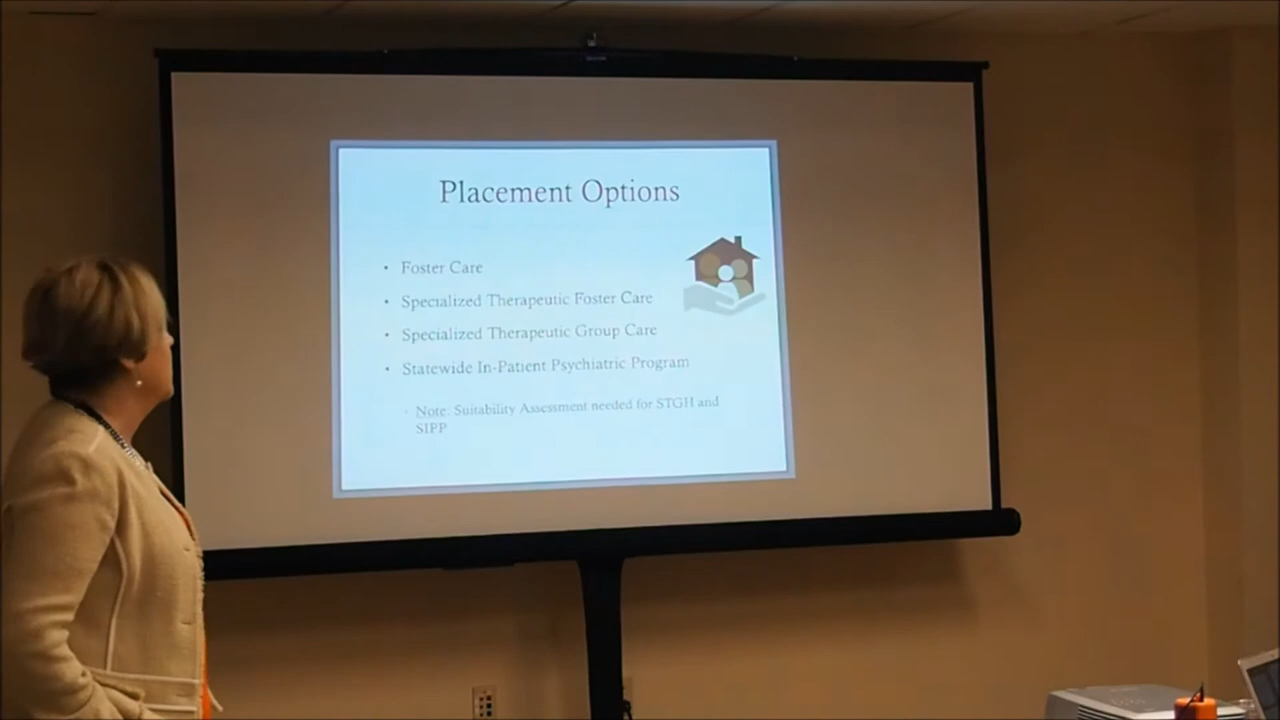 Placement Options
• Foster Care
• Specialized Therapeutic Foster Care
• Specialized Therapeutic Group Care
• Statewide In-Patient Psychiatric Program
◦ Note: Suitability Assessment needed for STGH and
SIPP